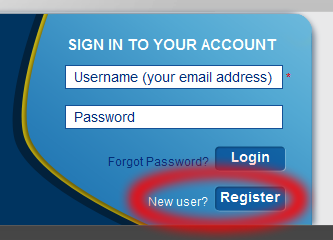 SIGN IN TO YOUR ACCOUNT
Username (your email address) *
Password
Forgot Password? Login
New user? Register